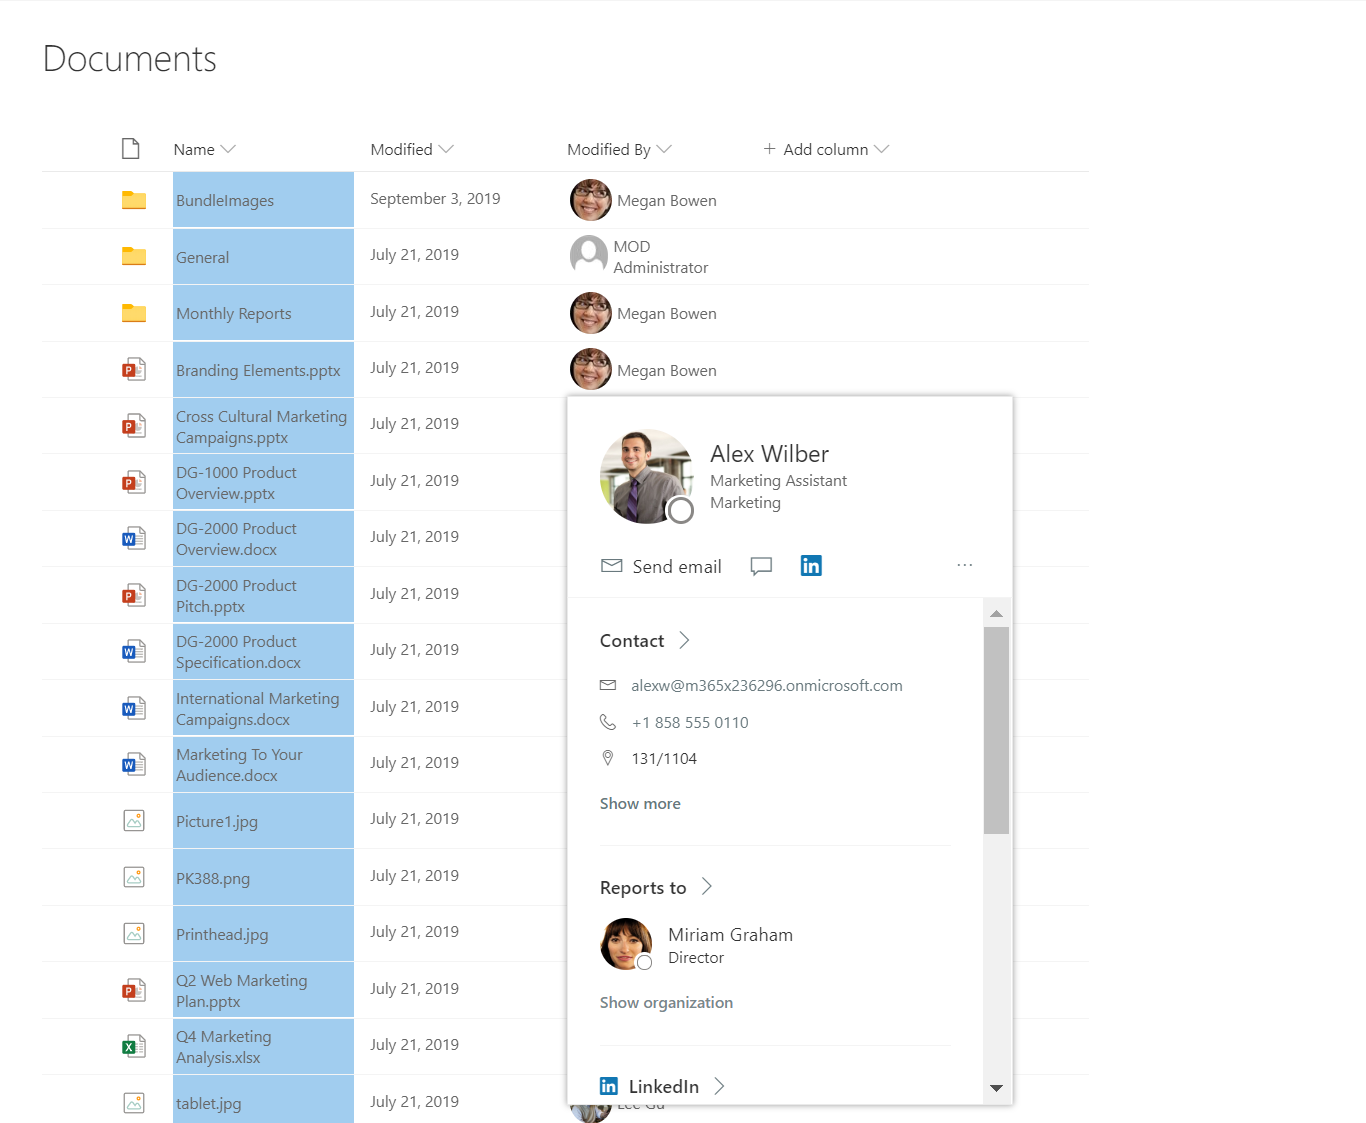 Documents
Name Modified Modified By + Add column
BundleImages September 3, 2019 Megan Bowen
General July 21, 2019 MOD
Administrator
Monthly Reports July 21, 2019 Megan Bowen
Branding Elements.pptx July 21, 2019 Megan Bowen
Cross Cultural Marketing
Campaigns.pptx
July 21, 2019
DG-1000 Product
Overview.pptx
July 21, 2019
DG-2000 Product
Overview.docx
July 21, 2019
DG-2000 Product
Pitch.pptx
July 21, 2019
DG-2000 Product
Specification.docx
July 21, 2019
International Marketing
Campaigns.docx
July 21, 2019
Marketing To Your
Audience.docx
July 21, 2019
Picture1.jpg July 21, 2019
PK388.png July 21, 2019
Printhead.jpg July 21, 2019
Q2 Web Marketing
Plan.pptx
July 21, 2019
Q4 Marketing
Analysis.xlsx
July 21, 2019
tablet.jpg July 21, 2019 Lee Gu
Alex Wilber
Marketing Assistant
Marketing
Send email in ...
Contact
alexw@m365x236296.onmicrosoft.com
+1 858 555 0110
131/1104
Show more
Reports to
Miriam Graham
Director
Show organization
in LinkedIn